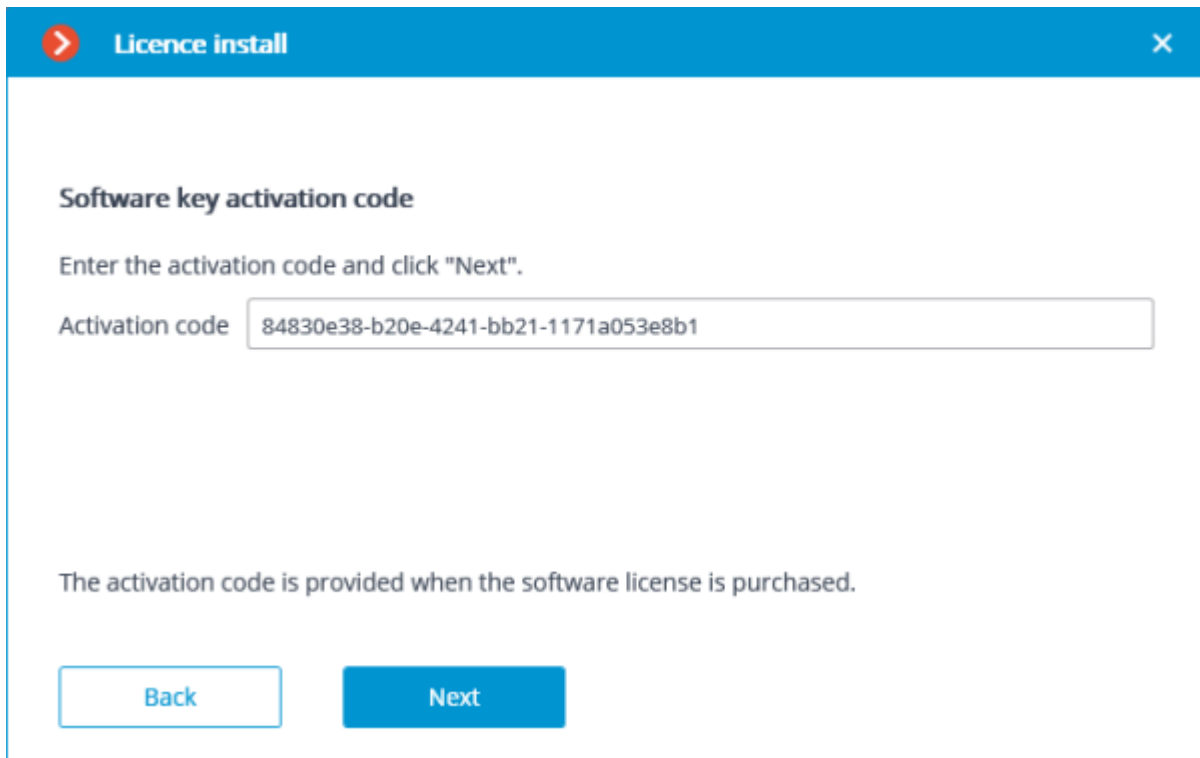 Licence install
Software key activation code
Enter the activation code and click "Next".
Activation code 84830e38-b20e-4241-bb21-1171a053e8b1
The activation code is provided when the software license is purchased.
Back Next